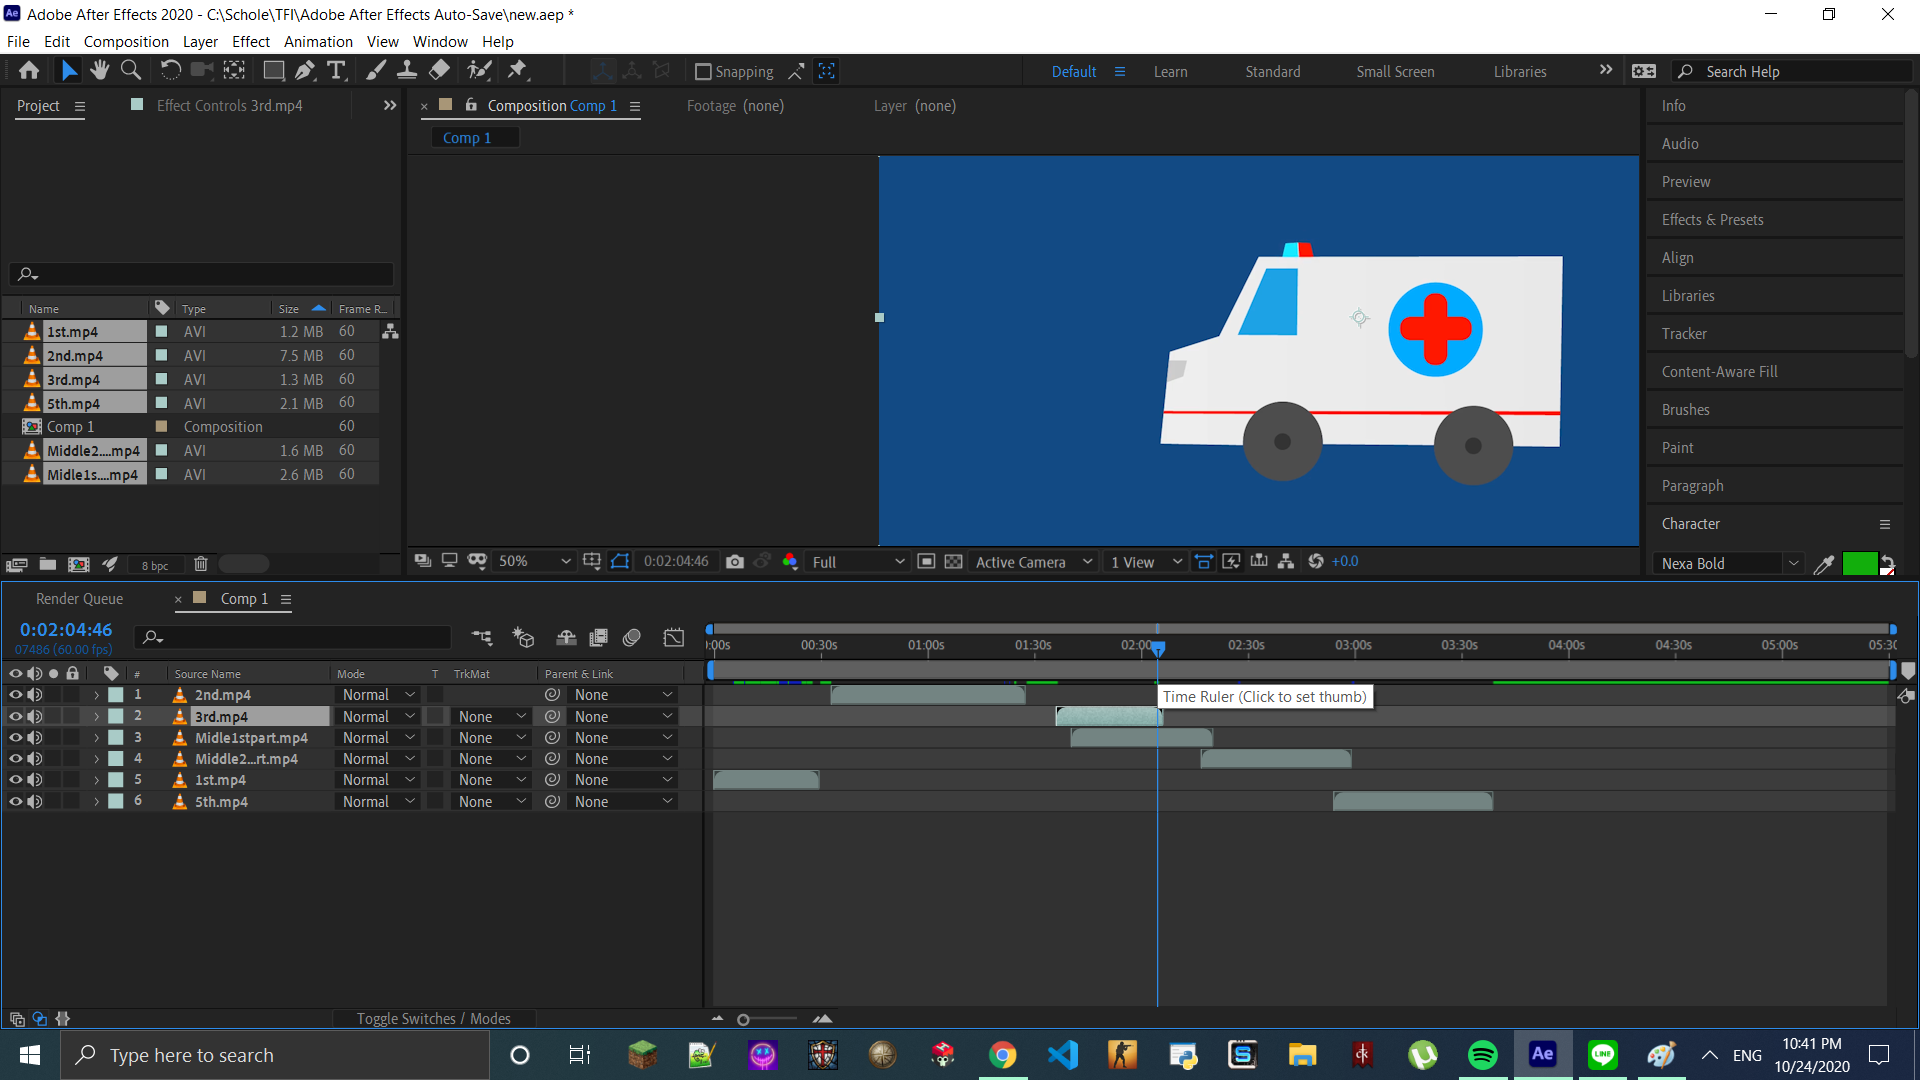 Adobe After Effects 2020 - C:\Schole\TFI\Adobe After Effects Auto-Save\new.aep *
File Edit Composition Layer Effect Animation View Window Help
Snapping Default Learn Standard Small Screen Libraries Search Help
Project Effect Controls 3rd.mp4 Composition Comp 1 Footage (none) Layer (none)
Comp 1
Name Type Size Frame R...
1st.mp4 AVI 1.2 MB 60
2nd.mp4 AVI 7.5 MB 60
3rd.mp4 AVI 1.3 MB 60
5th.mp4 AVI 2.1 MB 60
Comp 1 Composition 60
Middle2....mp4 AVI 1.6 MB 60
Midle1s....mp4 AVI 2.6 MB 60
8 bpc
50% 0:02:04:46 Full Active Camera 1 View +0.0
Info
Audio
Preview
Effects & Presets
Align
Libraries
Tracker
Content-Aware Fill
Brushes
Paint
Paragraph
Character
Nexa Bold
Render Queue Comp 1
0:02:04:46
07486 (60.00 fps)
):00s 00:30s 01:00s 01:30s 02:00s 02:30s 03:00s 03:30s 04:00s 04:30s 05:00s 05:30
# Source Name Mode T TrkMat Parent & Link
1 2nd.mp4 Normal None
Time Ruler (Click to set thumb)
2 3rd.mp4 Normal None None
3 Midle1stpart.mp4 Normal None None
4 Middle2...rt.mp4 Normal None None
5 1st.mp4 Normal None None
6 5th.mp4 Normal None None
Toggle Switches / Modes
Type here to search
Ae
LINE
ENG
10:41 PM
10/24/2020